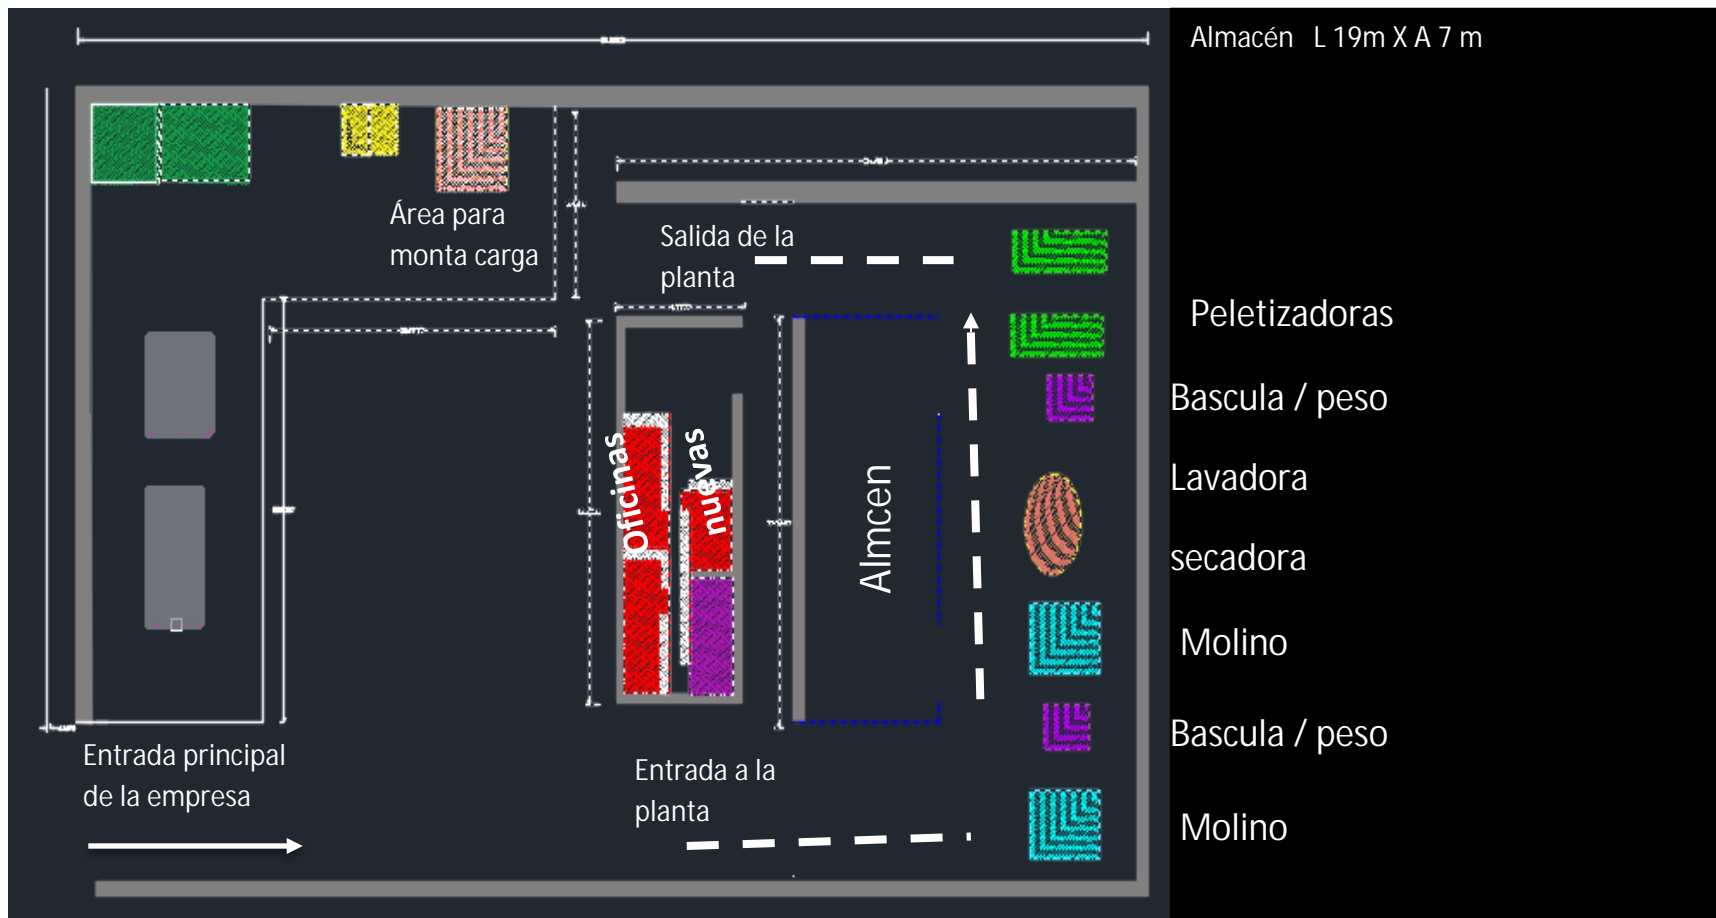 Almacén L 19m X A 7 m
Área para
monta carga
Salida de la
planta
Peletizadoras
Bascula / peso
Oficinas
nuevas
Almcen
Lavadora
secadora
Molino
Bascula / peso
Entrada principal
de la empresa
Entrada a la
planta
Molino